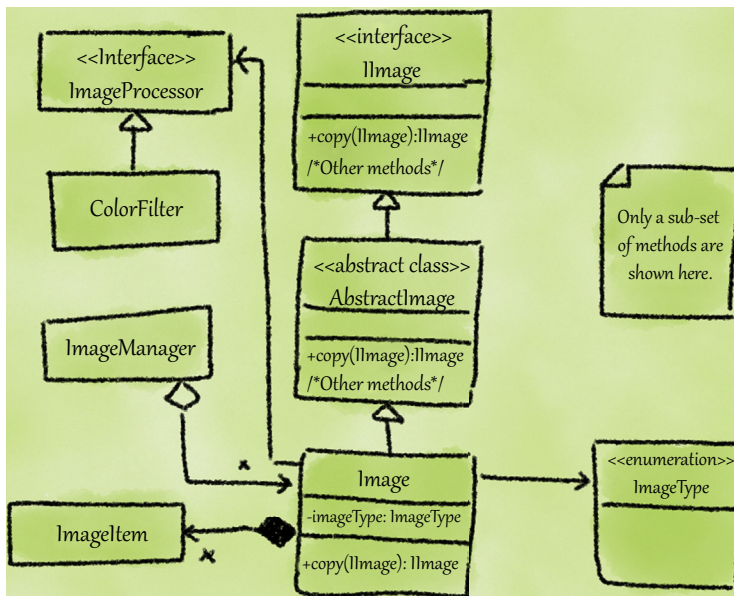 <<Interface>>
ImageProcessor
ColorFilter
<<interface>>
IImage
+copy(IImage):IImage
/*Other methods*/
Only a sub-set
of methods are
shown here.
<<abstract class>>
AbstractImage
+copy(IImage):IImage
/*Other methods*/
ImageManager
*
Image
-imageType: ImageType
+copy(IImage): IImage
<<enumeration>>
ImageType
ImageItem
*